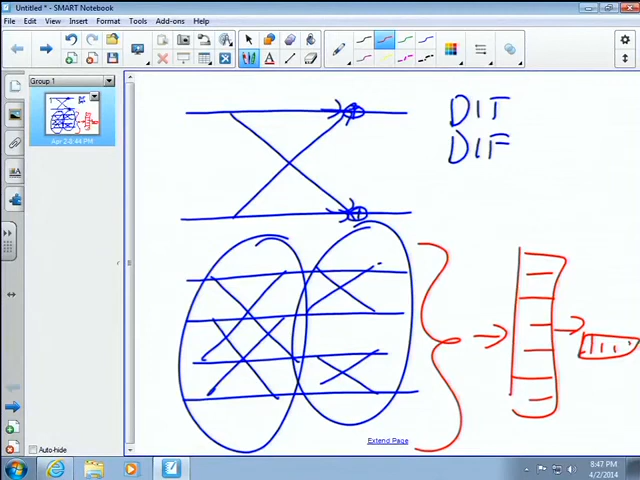 Untitled * - SMART Notebook
File Edit View Insert Format Tools Add-ons Help
Group 1
Apr 2-8:44 PM
DIT
DIF
Extend Page
Auto-hide
8:47 PM
4/2/2014